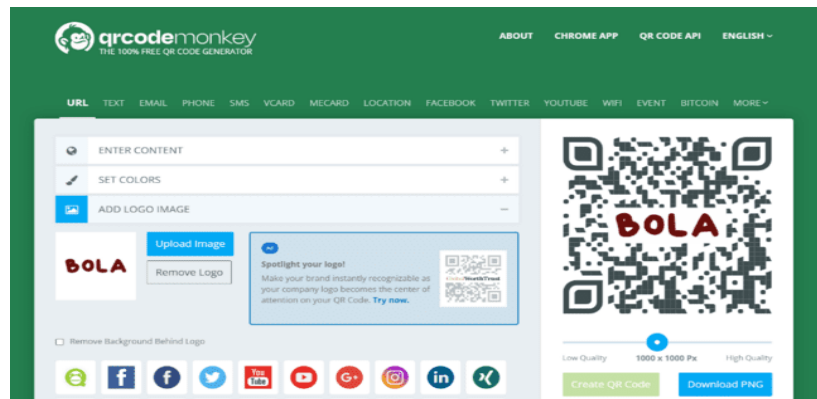 qrcodemonkey
THE 100% FREE QR CODE GENERATOR
ABOUT CHROME APP QR CODE API ENGLISH
URL TEXT EMAIL PHONE SMS VCARD MECARD LOCATION FACEBOOK TWITTER YOUTUBE WIFI EVENT BITCOIN MORE
ENTER CONTENT +
SET COLORS +
ADD LOGO IMAGE −
BOLA
Upload Image
Remove Logo
Spotlight your logo!
Make your brand instantly recognizable as
your company logo becomes the center of
attention on your QR Code. Try now.
Remove Background Behind Logo
You
Tube
G+
in
BOLA
Low Quality 1000 x 1000 Px High Quality
Create QR Code Download PNG